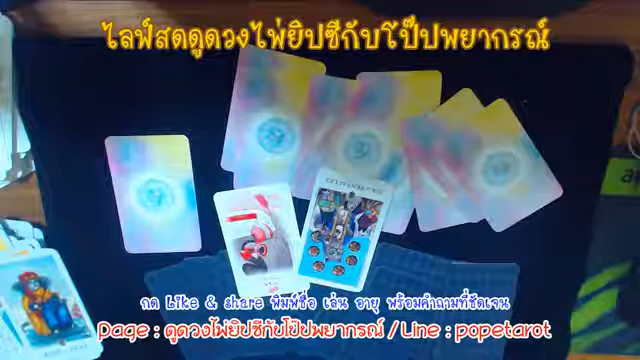 ไลฟ์สดดูดวงไพ่ยิปซีกับโป๊ปพยากรณ์
กด Like & share พิมพ์ชื่อ เล่น อายุ พร้อมคำถามที่ชัดเจน
Page : ดูดวงไพ่ยิปซีกับโป๊ปพยากรณ์ / Line : popetarot